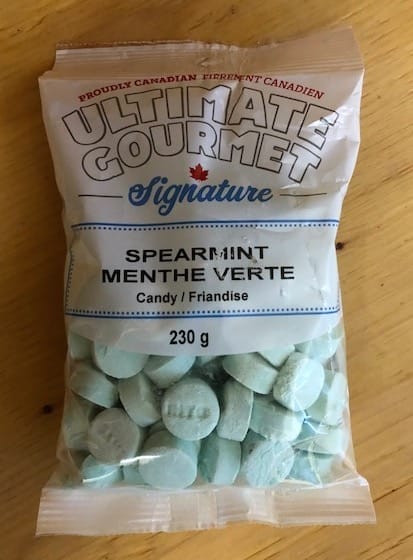 PROUDLY CANADIAN FIÈREMENT CANADIEN
ULTIMATE
GOURMET
Signature
SPEARMINT
MENTHE VERTE
Candy / Friandise
230 g